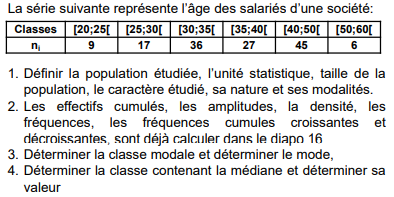 La série suivante représente l'âge des salariés d'une société:
Classes [20;25[ [25;30[ [30;35[ [35;40[ [40;50[ [50;60[
ni 9 17 36 27 45 6
1. Définir la population étudiée, l'unité statistique, taille de la
population, le caractère étudié, sa nature et ses modalités.
2. Les effectifs cumulés, les amplitudes, la densité, les
fréquences, les fréquences cumules croissantes et
décroissantes, sont déjà calculer dans le diapo 16
3. Déterminer la classe modale et déterminer le mode,
4. Déterminer la classe contenant la médiane et déterminer sa
valeur